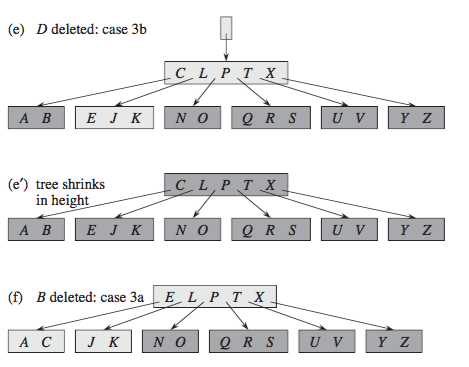 (e) D deleted: case 3b
C L P T X
A B E J K N O Q R S U V Y Z
(e′) tree shrinks
in height
C L P T X
A B E J K N O Q R S U V Y Z
(f) B deleted: case 3a
E L P T X
A C J K N O Q R S U V Y Z